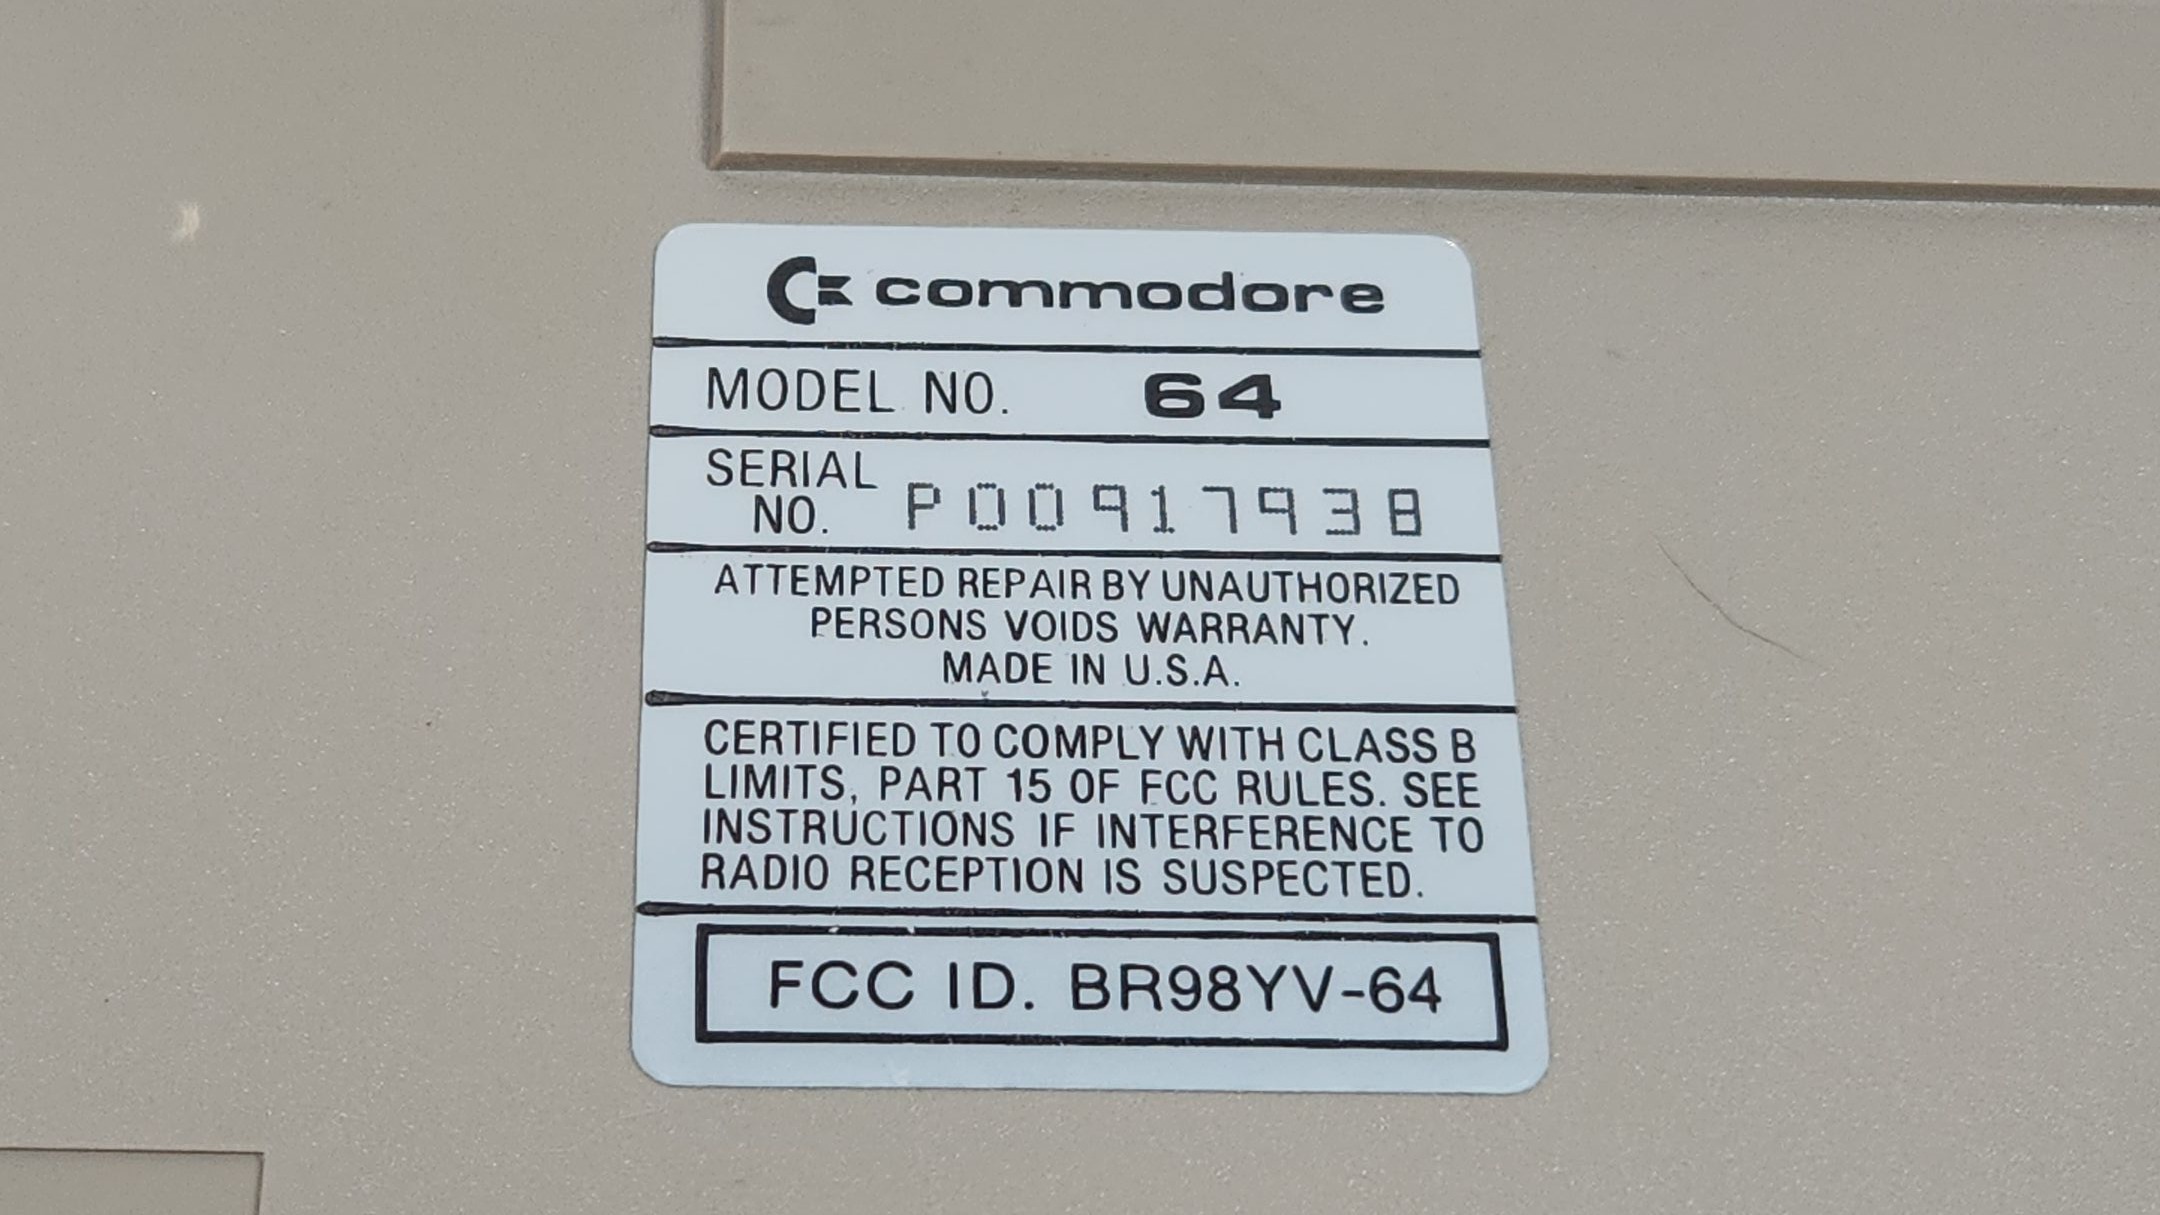 commodore
MODEL NO. 64
SERIAL NO. P00917938
ATTEMPTED REPAIR BY UNAUTHORIZED
PERSONS VOIDS WARRANTY.
MADE IN U.S.A.
CERTIFIED TO COMPLY WITH CLASS B
LIMITS, PART 15 OF FCC RULES. SEE
INSTRUCTIONS IF INTERFERENCE TO
RADIO RECEPTION IS SUSPECTED.
FCC ID. BR98YV-64